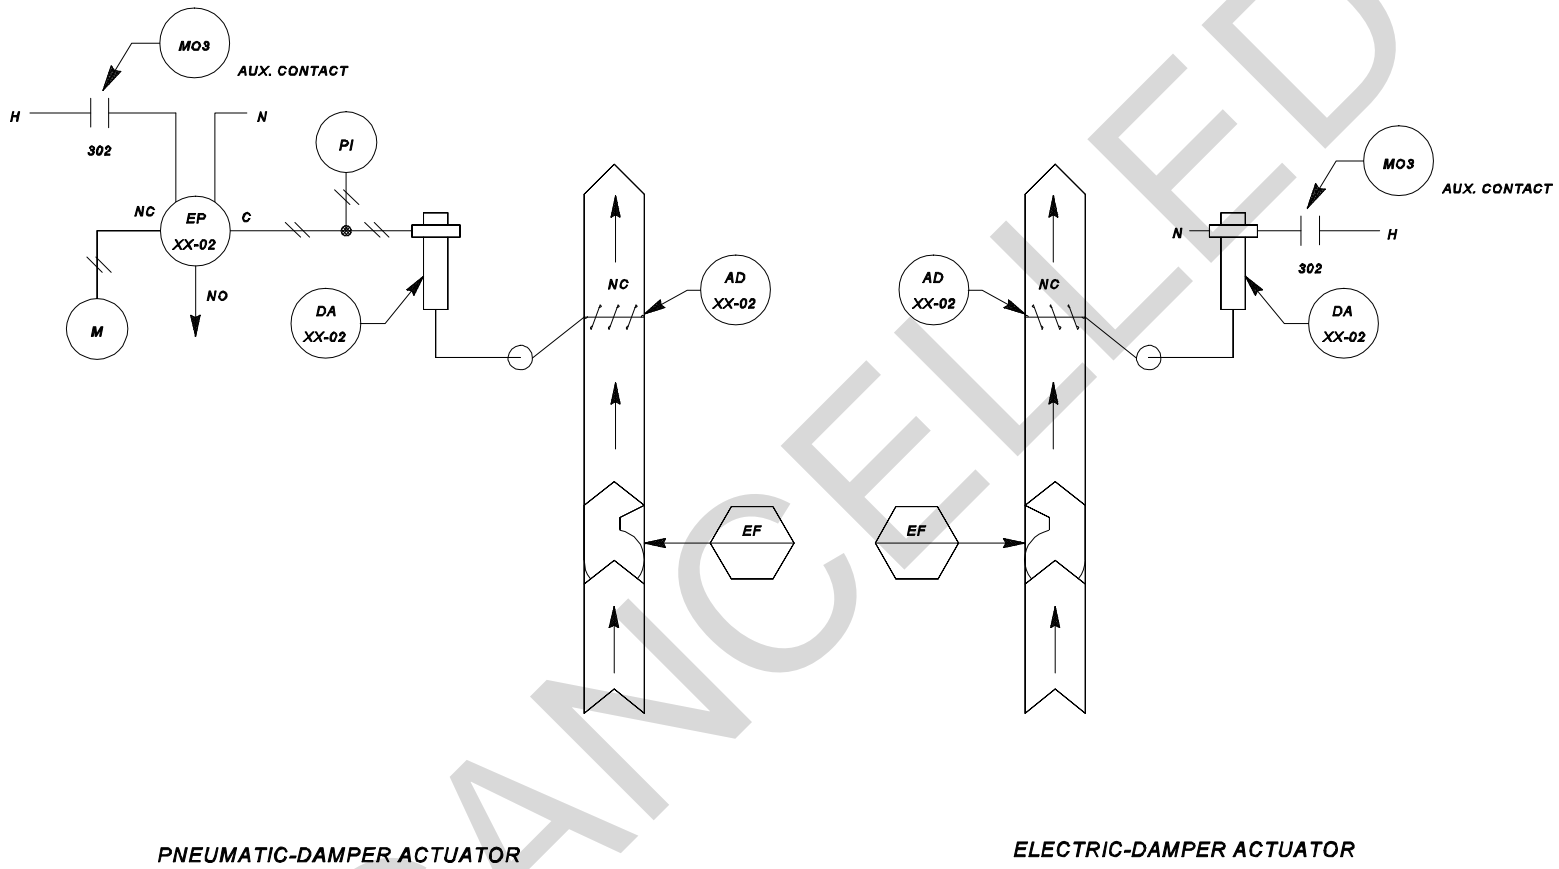 MO3
AUX. CONTACT
H
N
302
PI
NC
EP
XX-02
C
NO
M
DA
XX-02
NC
AD
XX-02
EF
PNEUMATIC-DAMPER ACTUATOR
MO3
AUX. CONTACT
N
H
302
AD
XX-02
NC
DA
XX-02
EF
ELECTRIC-DAMPER ACTUATOR
CANCELLED